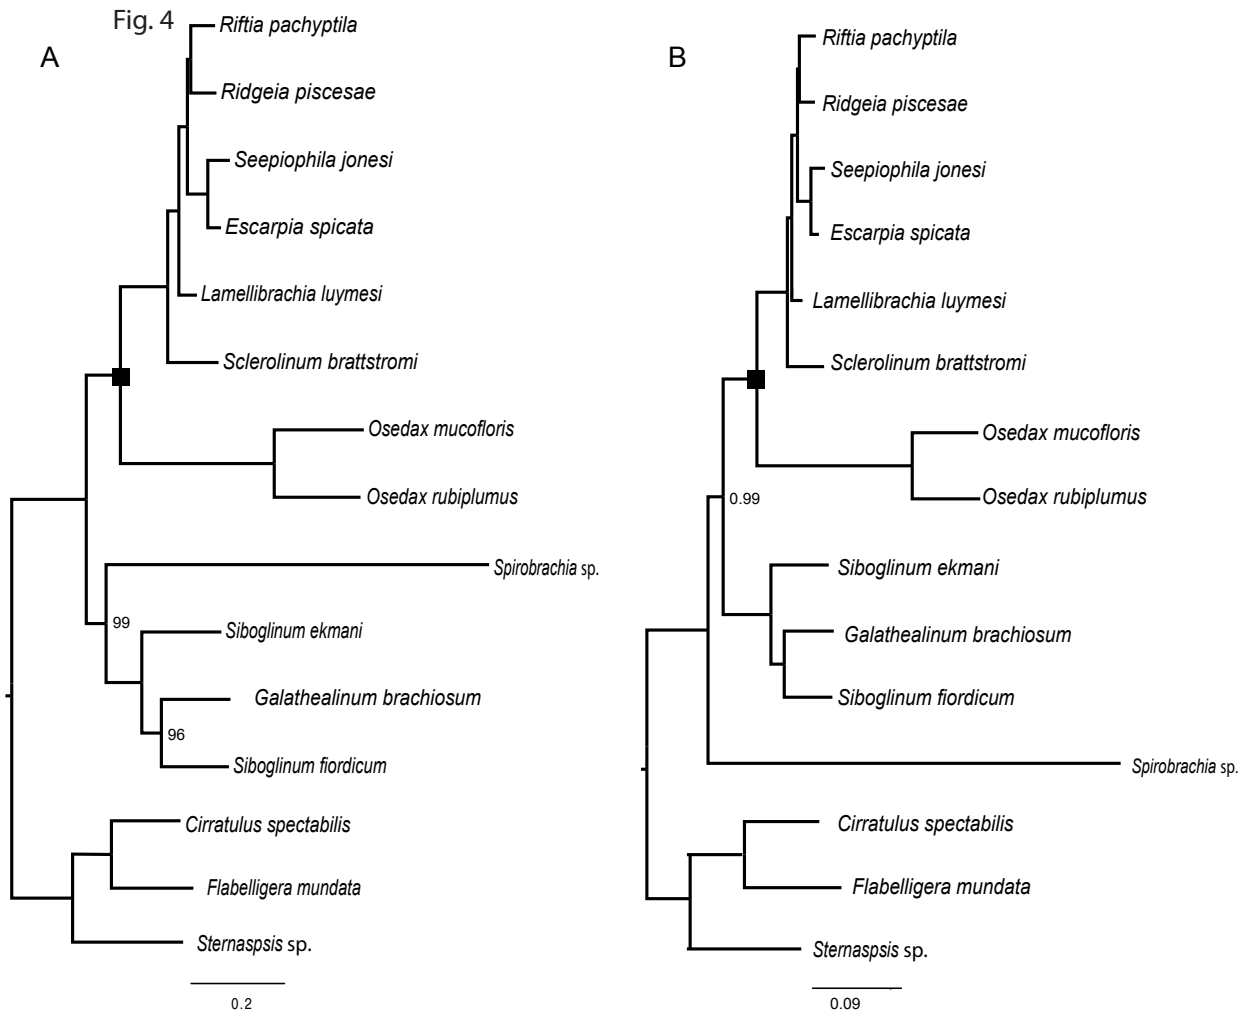 Fig. 4
A
Riftia pachyptila
Ridgeia piscesae
Seepiophila jonesi
Escarpia spicata
Lamellibrachia luymesi
Sclerolinum brattstromi
Osedax mucofloris
Osedax rubiplumus
Spirobrachia sp.
99
Siboglinum ekmani
Galathealinum brachiosum
96
Siboglinum fiordicum
Cirratulus spectabilis
Flabelligera mundata
Sternaspsis sp.
0.2
B
Riftia pachyptila
Ridgeia piscesae
Seepiophila jonesi
Escarpia spicata
Lamellibrachia luymesi
Sclerolinum brattstromi
Osedax mucofloris
Osedax rubiplumus
0.99
Siboglinum ekmani
Galathealinum brachiosum
Siboglinum fiordicum
Spirobrachia sp.
Cirratulus spectabilis
Flabelligera mundata
Sternaspsis sp.
0.09